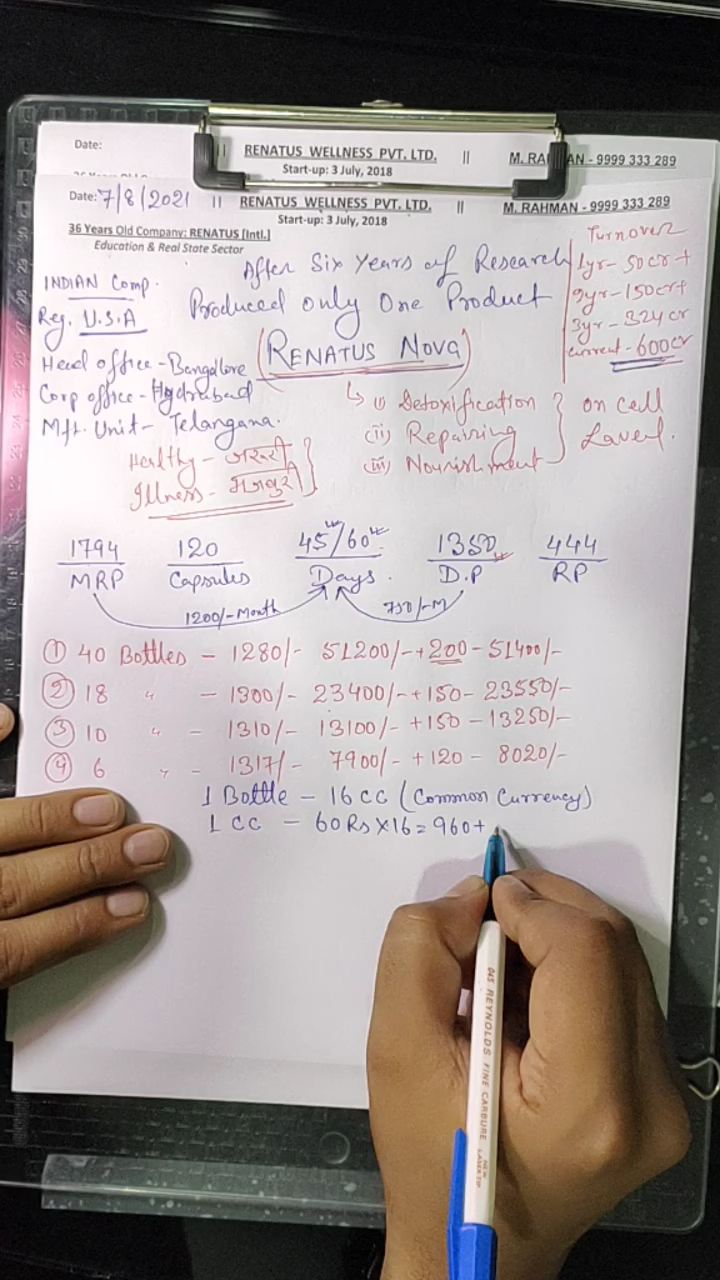 Date: || RENATUS WELLNESS PVT. LTD. || M. RA AN - 9999 333 289
Start-up: 3 July, 2018
Date: 7/8/2021 || RENATUS WELLNESS PVT. LTD. || M. RAHMAN - 9999 333 289
Start-up: 3 July, 2018
36 Years Old Company: RENATUS [Intl.]
Education & Real State Sector
Turnover
1yr - 50cr +
2yr - 150cr+
3yr - 324 cr
current - 600cr
After Six Years of Research
Produced only One Product
(RENATUS NOVA)
INDIAN Comp.
Reg. U.S.A
Head office - Bangalore
Corp office - Hydrabad
Mft. Unit - Telangana.
↳ (i) Detoxification
(ii) Repairing
(iii) Nourishment
} on cell
Lavel.
Healthy - जरूरी
Illness - मजबूरी
1794 120 45/60 1350 444
MRP Capsules Days. D.P RP
1200/-Month 750/-M
① 40 Bottles - 1280/- 51200/- + 200 - 51400/-
② 18 " - 1300/- 23400/- + 150 - 23550/-
③ 10 " - 1310/- 13100/- + 150 - 13250/-
④ 6 " - 1317/- 7900/- + 120 - 8020/-
1 Bottle - 16 CC (Common Currency)
1 CC - 60 Rs × 16 = 960 +
045 REYNOLDS FINE CARBURE